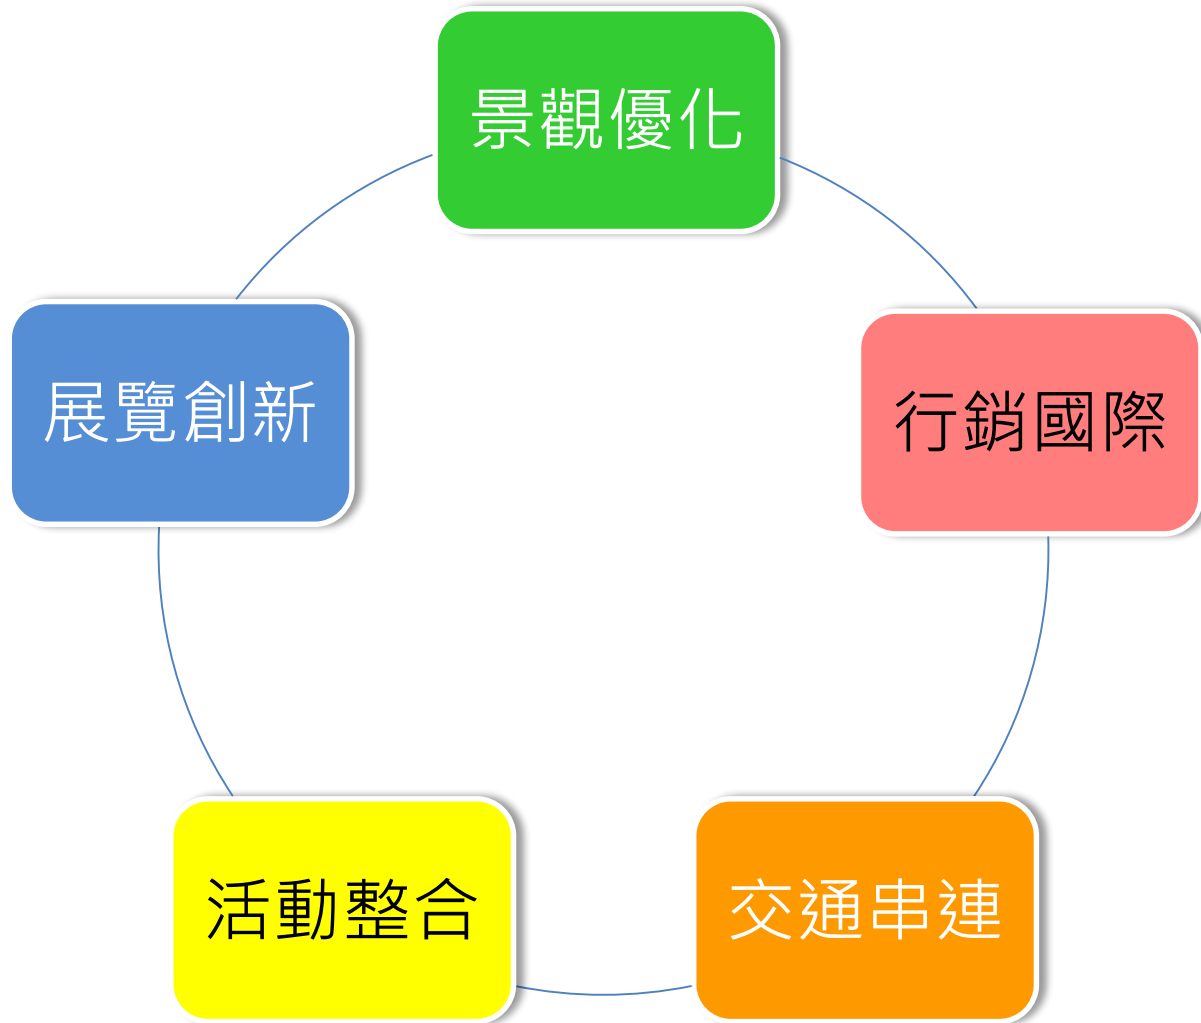 景觀優化
展覽創新
行銷國際
活動整合
交通串連